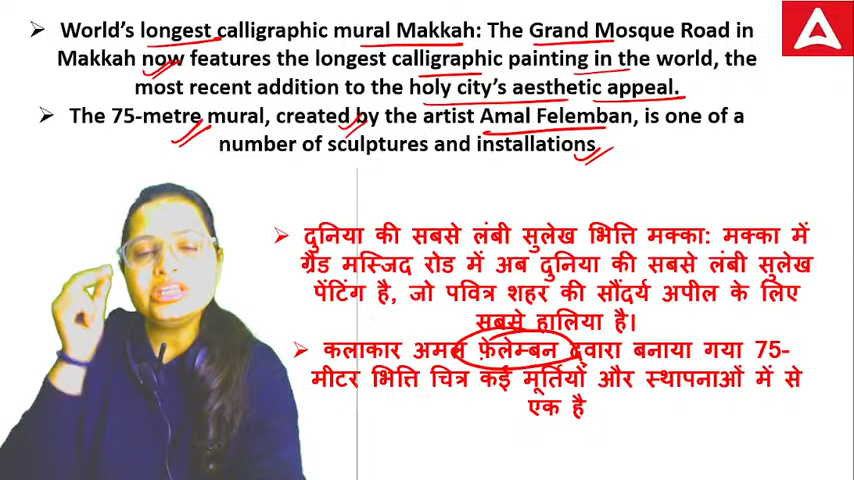 World's longest calligraphic mural Makkah: The Grand Mosque Road in
Makkah now features the longest calligraphic painting in the world, the
most recent addition to the holy city's aesthetic appeal.
The 75-metre mural, created by the artist Amal Felemban, is one of a
number of sculptures and installations.
दुनिया की सबसे लंबी सुलेख भित्ति मक्का: मक्का में
ग्रैंड मस्जिद रोड में अब दुनिया की सबसे लंबी सुलेख
पेंटिंग है, जो पवित्र शहर की सौंदर्य अपील के लिए
सबसे हालिया है।
कलाकार अमल फ़ेलेम्बन द्वारा बनाया गया 75-
मीटर भित्ति चित्र कई मूर्तियों और स्थापनाओं में से
एक है